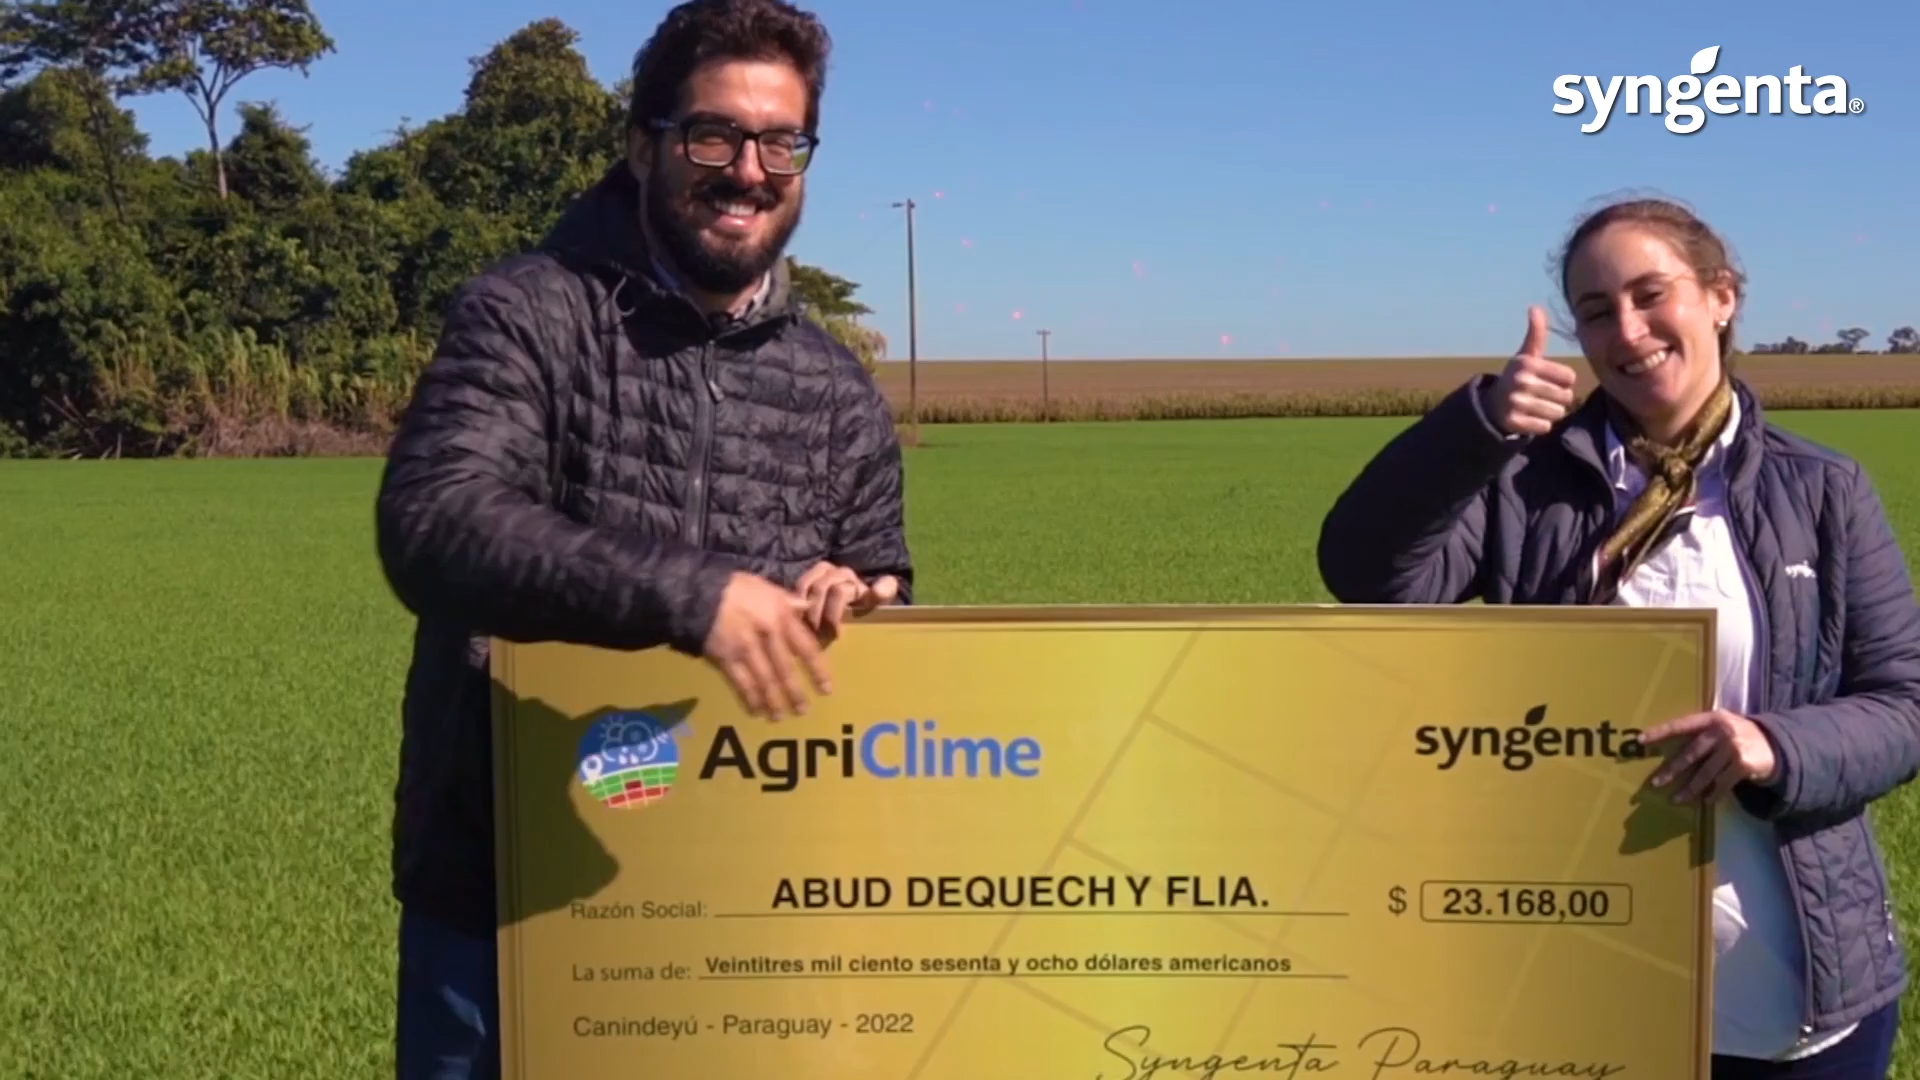 syngenta®
AgriClime
syngenta
Razón Social: ABUD DEQUECH Y FLIA. $ 23.168,00
La suma de: Veintitres mil ciento sesenta y ocho dólares americanos
Canindeyú - Paraguay - 2022
Syngenta Paraguay